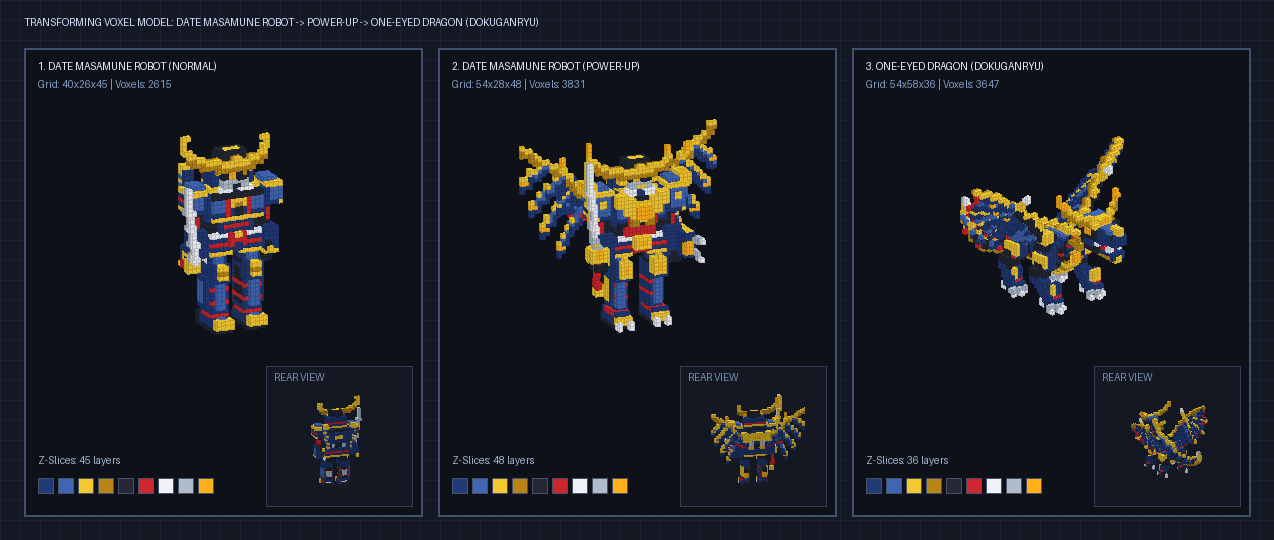 TRANSFORMING VOXEL MODEL: DATE MASAMUNE ROBOT -> POWER-UP -> ONE-EYED DRAGON (DOKUGANRYU)
1. DATE MASAMUNE ROBOT (NORMAL)
Grid: 40x26x45 | Voxels: 2615
REAR VIEW
Z-Slices: 45 layers
2. DATE MASAMUNE ROBOT (POWER-UP)
Grid: 54x28x48 | Voxels: 3831
REAR VIEW
Z-Slices: 48 layers
3. ONE-EYED DRAGON (DOKUGANRYU)
Grid: 54x58x36 | Voxels: 3647
REAR VIEW
Z-Slices: 36 layers